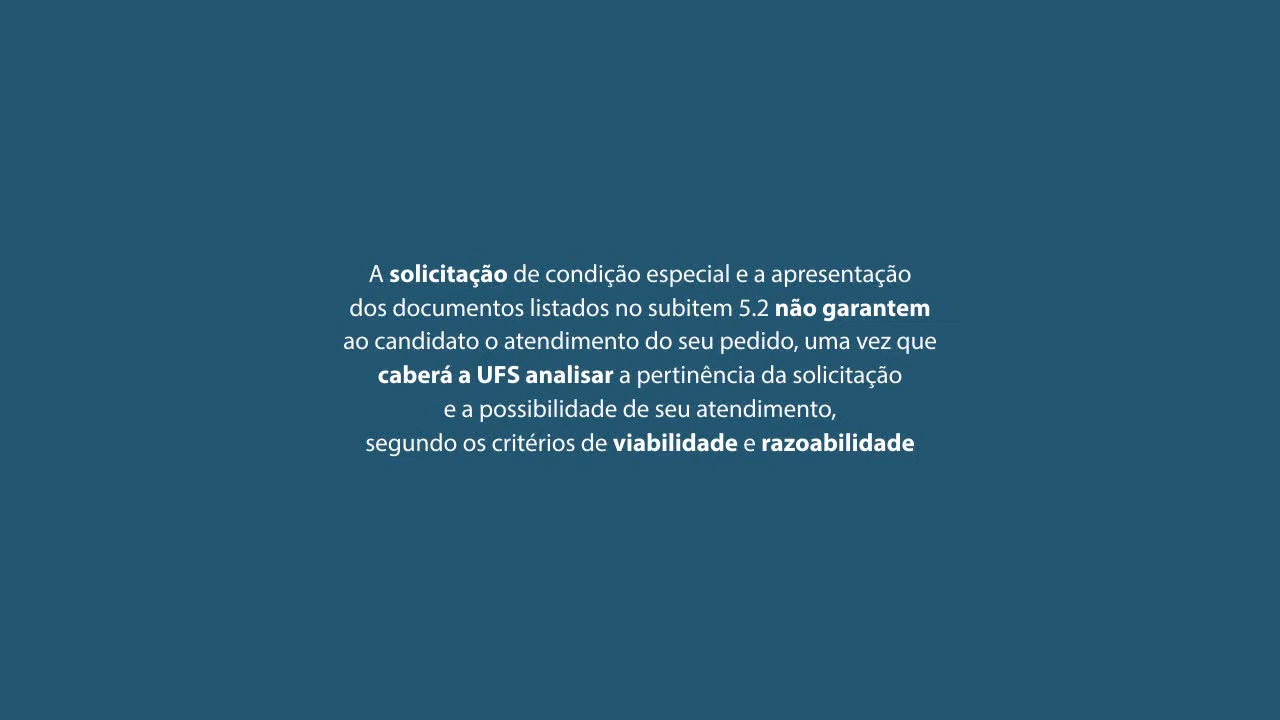 A solicitação de condição especial e a apresentação
dos documentos listados no subitem 5.2 não garantem
ao candidato o atendimento do seu pedido, uma vez que
caberá a UFS analisar a pertinência da solicitação
e a possibilidade de seu atendimento,
segundo os critérios de viabilidade e razoabilidade